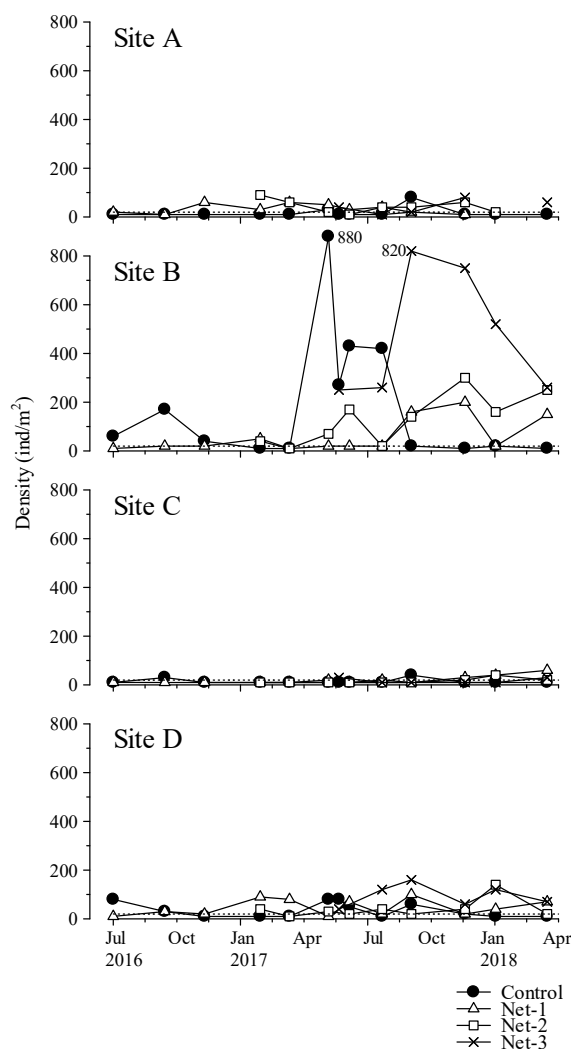 800
Site A
600
400
200
0
800
880
820
Site B
600
400
200
0
Density (ind/m²)
800
Site C
600
400
200
0
800
Site D
600
400
200
0
Jul Oct Jan Apr Jul Oct Jan Apr
2016 2017 2018
Control
Net-1
Net-2
Net-3